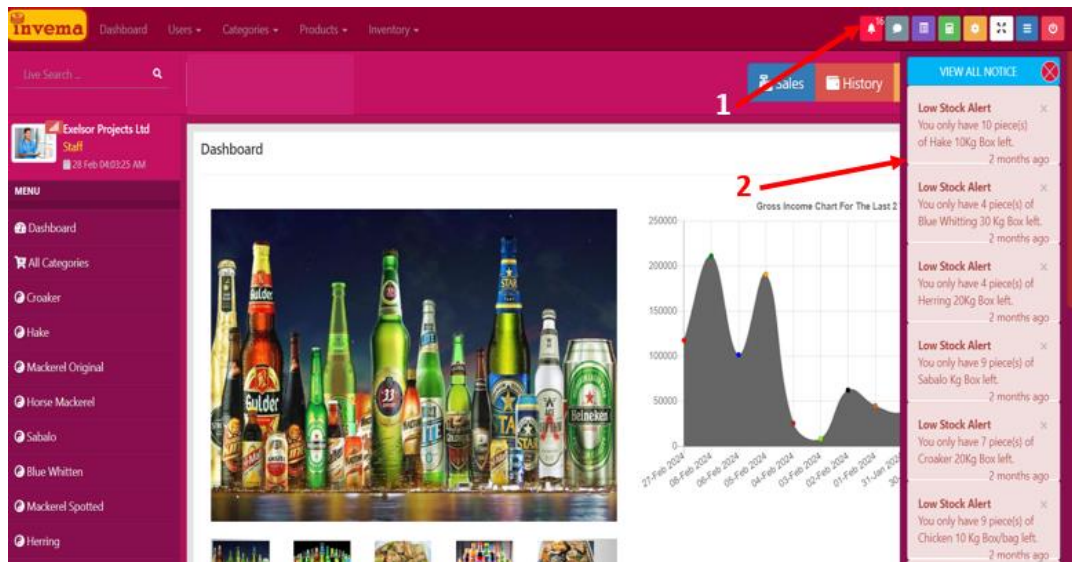 invema
Dashboard
Users
Categories
Products
Inventory
16
Live Search ...
1
Sales
History
VIEW ALL NOTICE
Exelsor Projects Ltd
Staff
28 Feb 04:03:25 AM
MENU
Dashboard
All Categories
Croaker
Hake
Mackerel Original
Horse Mackerel
Sabalo
Blue Whitten
Mackerel Spotted
Herring
Dashboard
Gulder
Gulder
33
STAR
Heineken
2
Gross Income Chart For The Last 2
250000
200000
150000
100000
50000
0
27-Feb 2024
08-Feb 2024
06-Feb 2024
05-Feb 2024
04-Feb 2024
03-Feb 2024
02-Feb 2024
01-Feb 2024
31-Jan 202
30-
Low Stock Alert
You only have 10 piece(s)
of Hake 10Kg Box left.
2 months ago
Low Stock Alert
You only have 4 piece(s) of
Blue Whitting 30 Kg Box left.
2 months ago
Low Stock Alert
You only have 4 piece(s) of
Herring 20Kg Box left.
2 months ago
Low Stock Alert
You only have 9 piece(s) of
Sabalo Kg Box left.
2 months ago
Low Stock Alert
You only have 7 piece(s) of
Croaker 20Kg Box left.
2 months ago
Low Stock Alert
You only have 9 piece(s) of
Chicken 10 Kg Box/bag left.
2 months ago